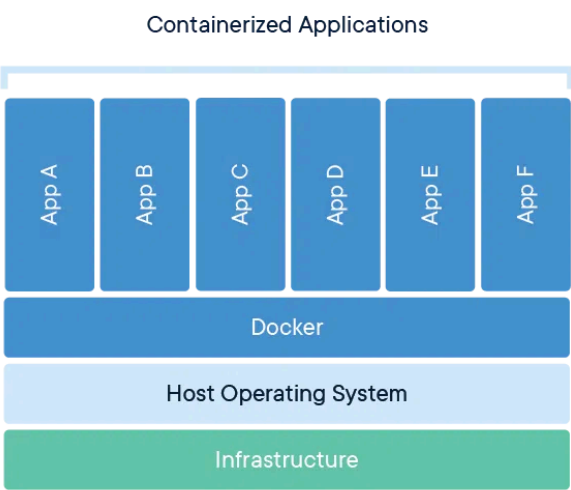 Containerized Applications
App A
App B
App C
App D
App E
App F
Docker
Host Operating System
Infrastructure